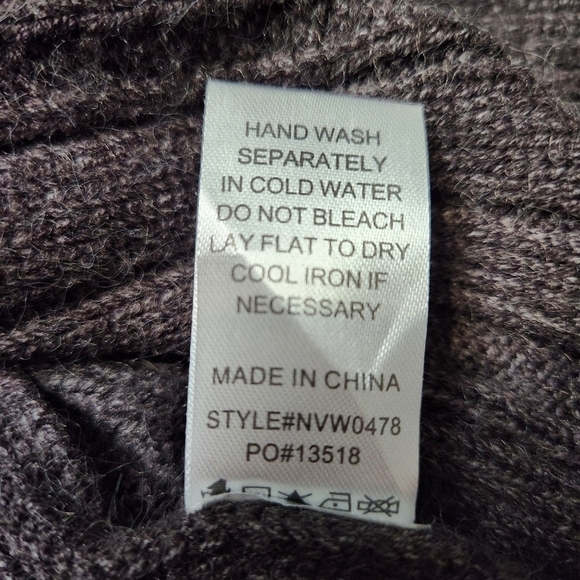 HAND WASH
SEPARATELY
IN COLD WATER
DO NOT BLEACH
LAY FLAT TO DRY
COOL IRON IF
NECESSARY
MADE IN CHINA
STYLE#NVW0478
PO#13518